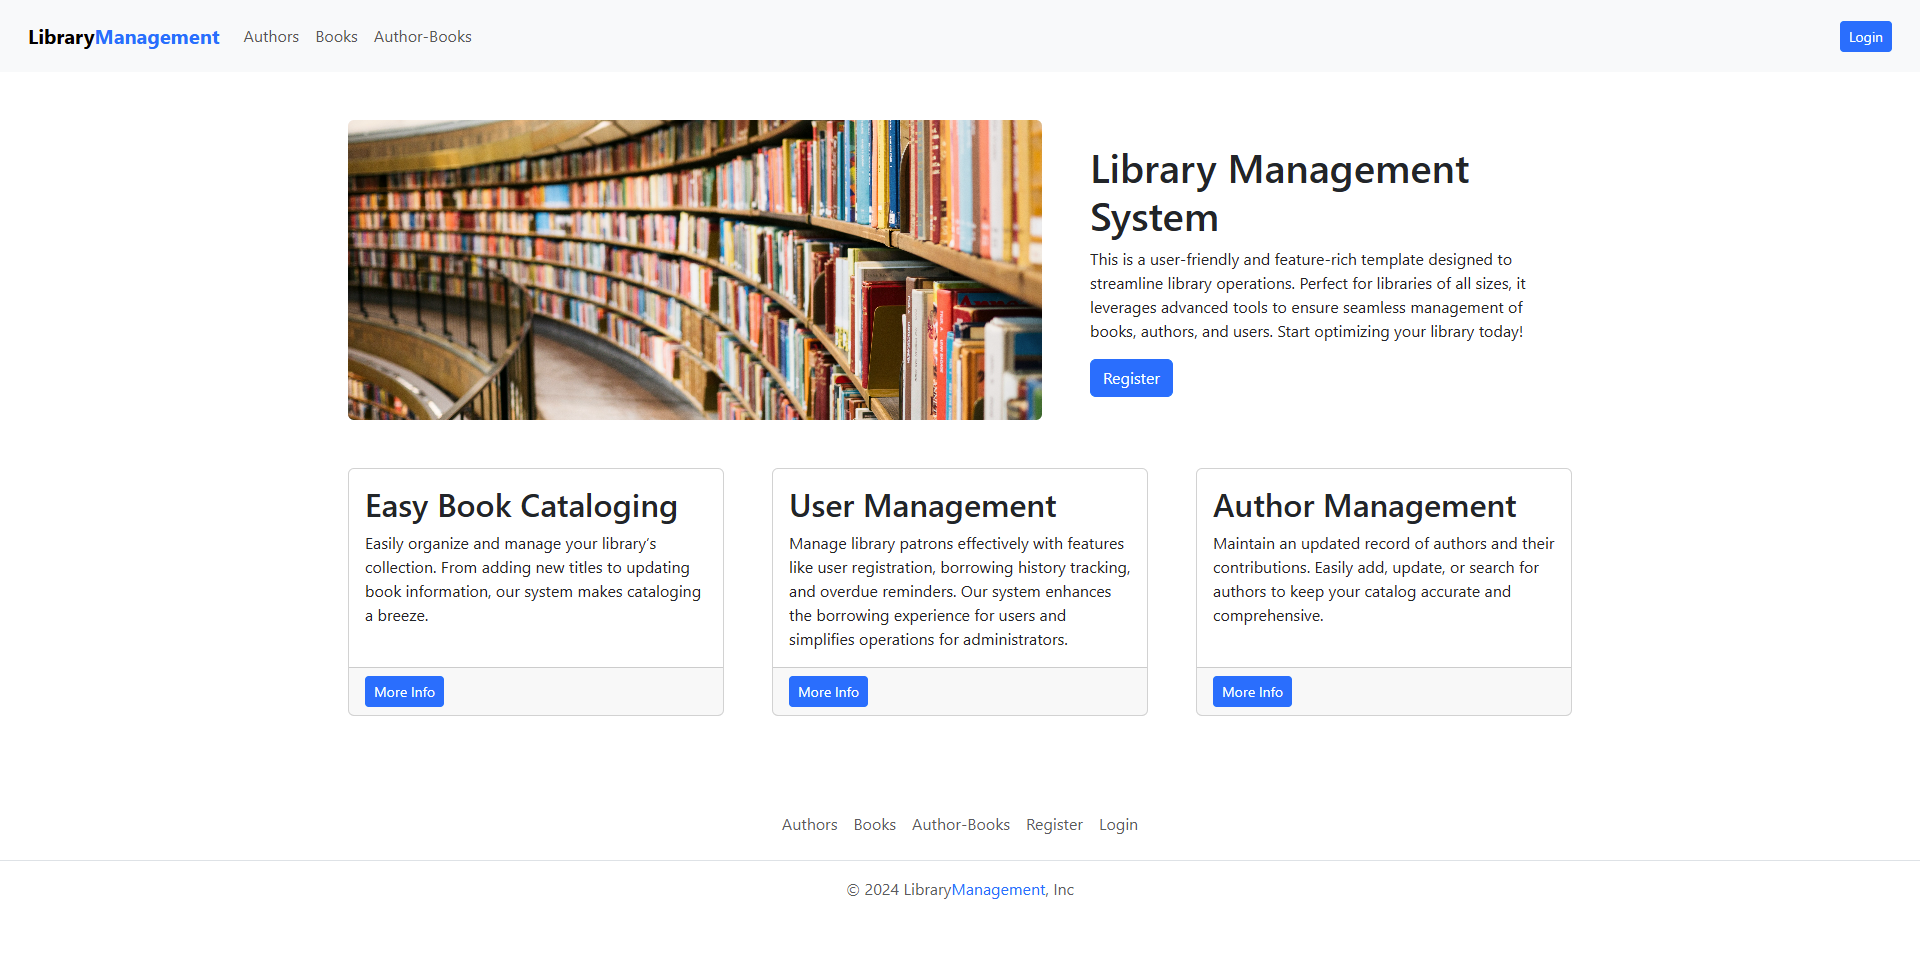 LibraryManagement Authors Books Author-Books Login
Library Management
System
This is a user-friendly and feature-rich template designed to
streamline library operations. Perfect for libraries of all sizes, it
leverages advanced tools to ensure seamless management of
books, authors, and users. Start optimizing your library today!
Register
Easy Book Cataloging
Easily organize and manage your library’s
collection. From adding new titles to updating
book information, our system makes cataloging
a breeze.
More Info
User Management
Manage library patrons effectively with features
like user registration, borrowing history tracking,
and overdue reminders. Our system enhances
the borrowing experience for users and
simplifies operations for administrators.
More Info
Author Management
Maintain an updated record of authors and their
contributions. Easily add, update, or search for
authors to keep your catalog accurate and
comprehensive.
More Info
Authors Books Author-Books Register Login
© 2024 LibraryManagement, Inc